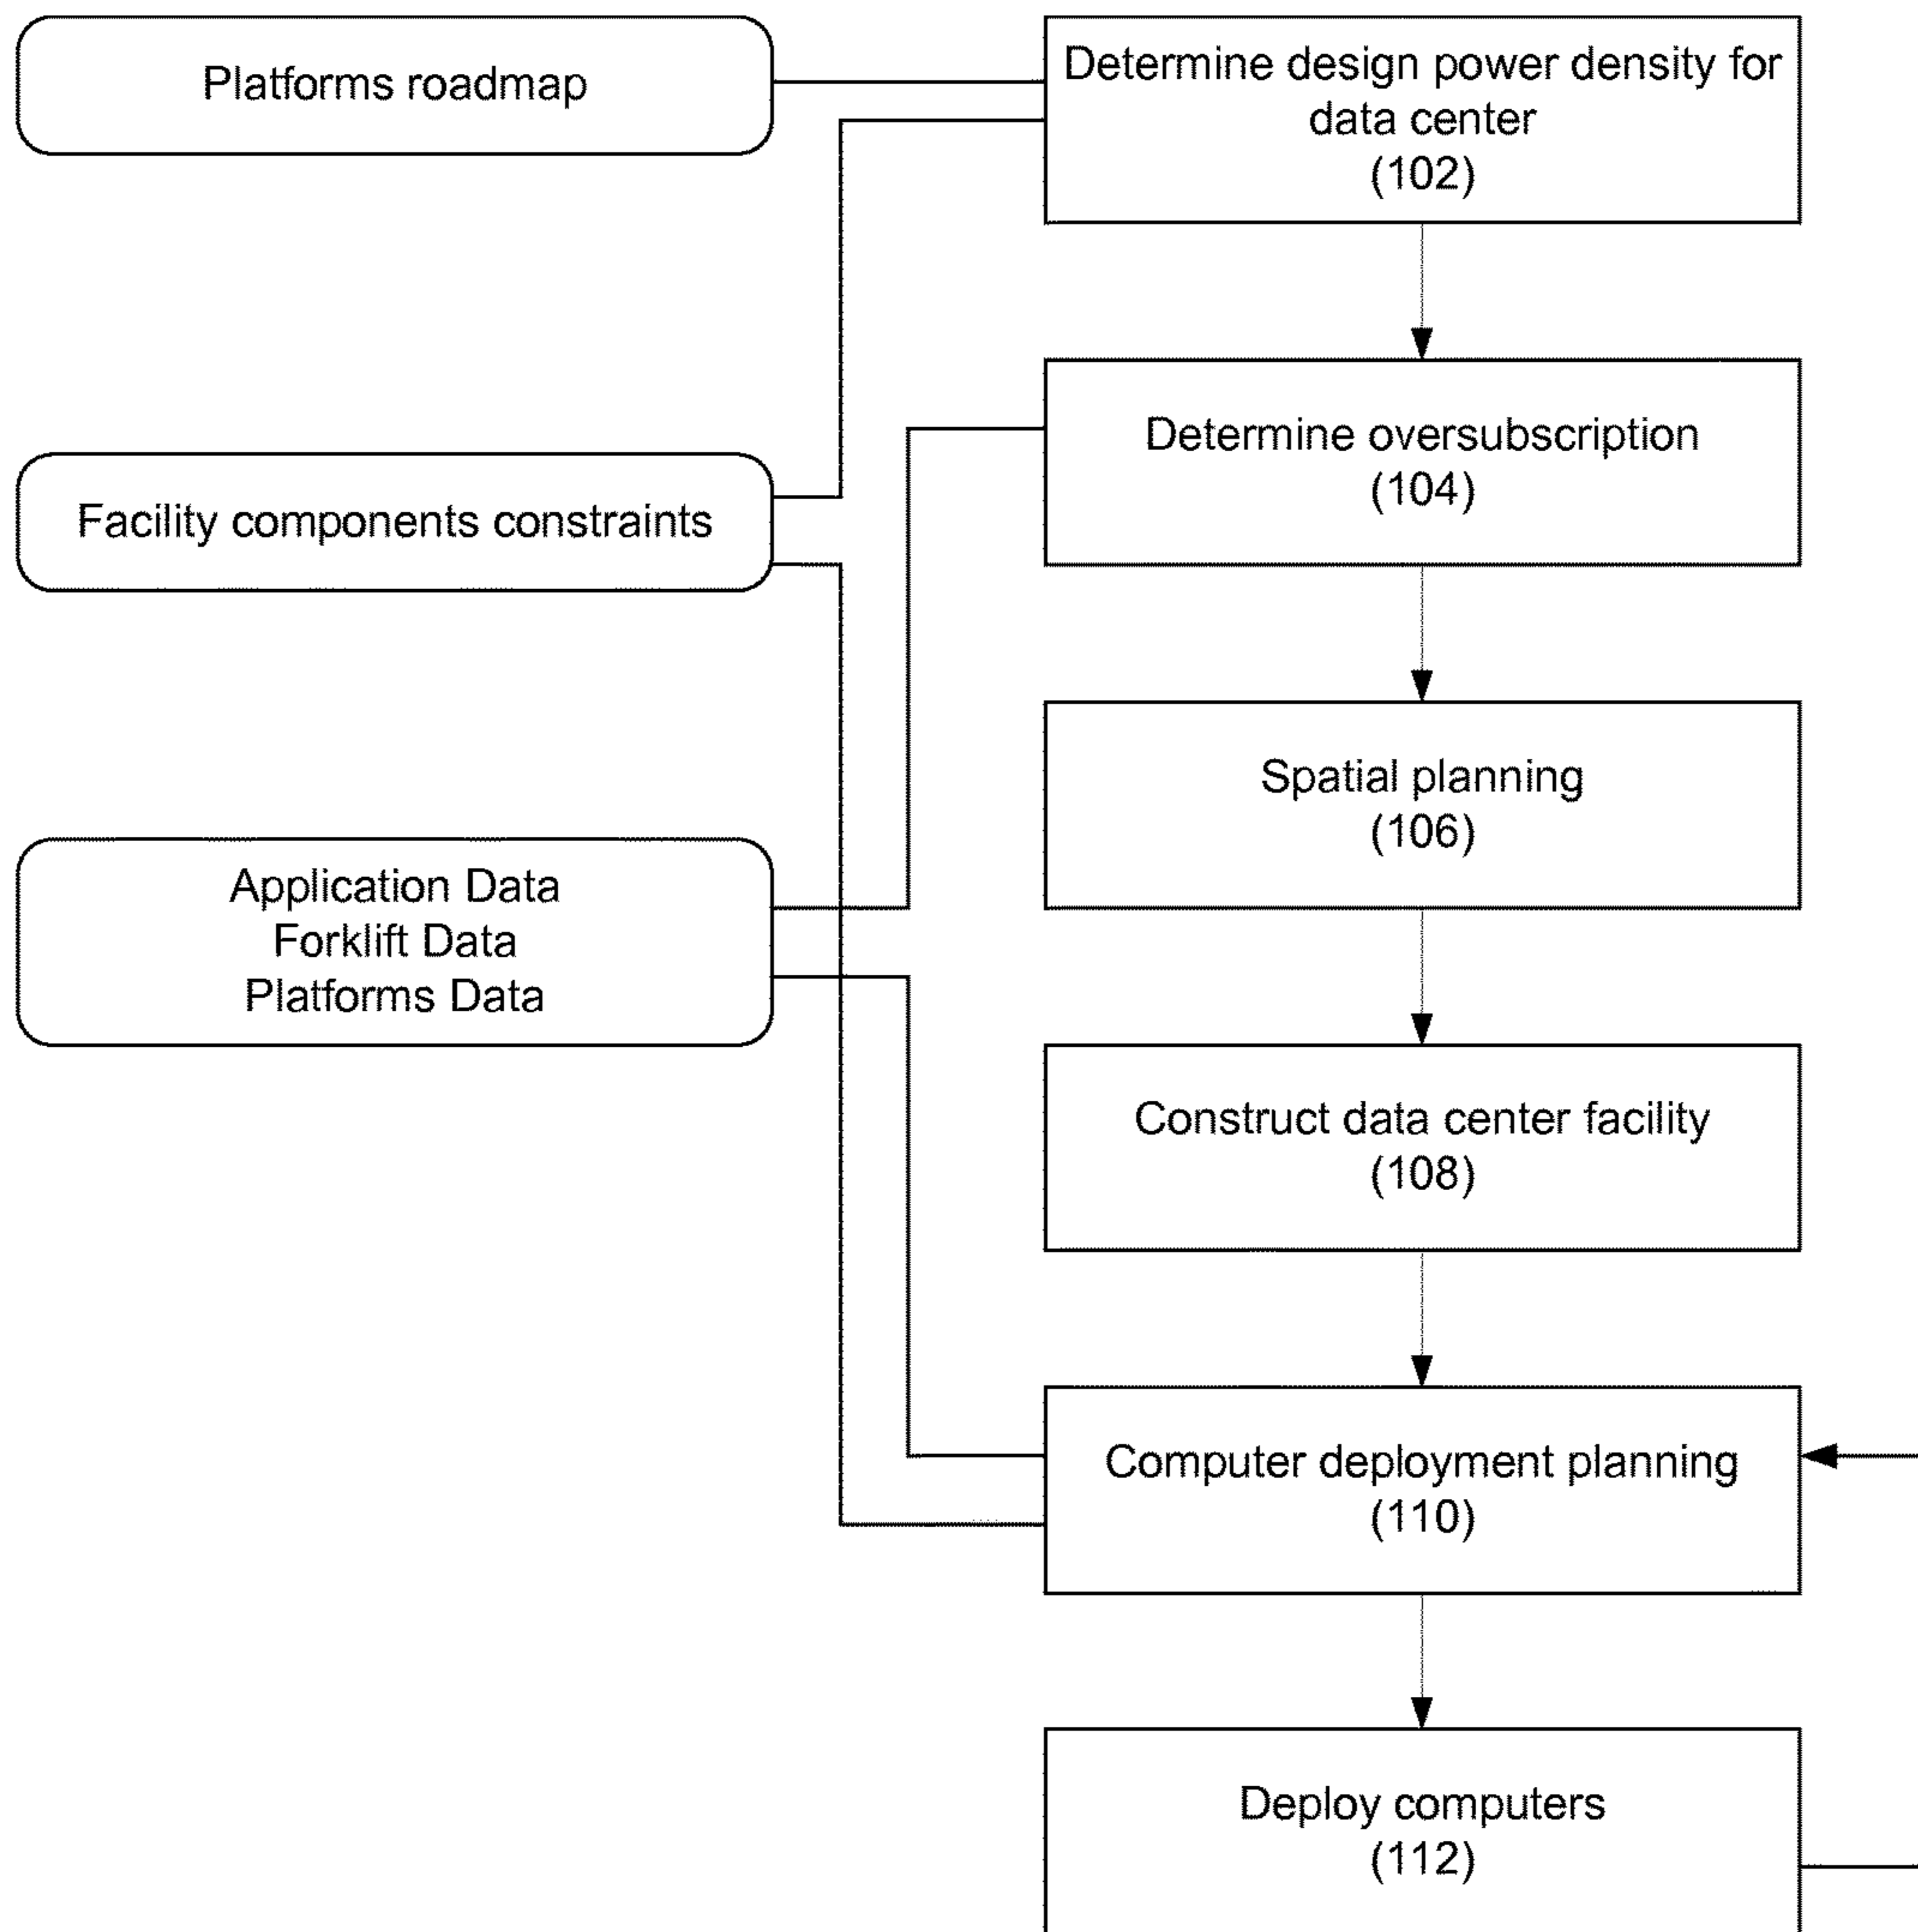 Platforms roadmap
Determine design power density for
data center
(102)
Determine oversubscription
(104)
Facility components constraints
Spatial planning
(106)
Application Data
Forklift Data
Platforms Data
Construct data center facility
(108)
Computer deployment planning
(110)
Deploy computers
(112)